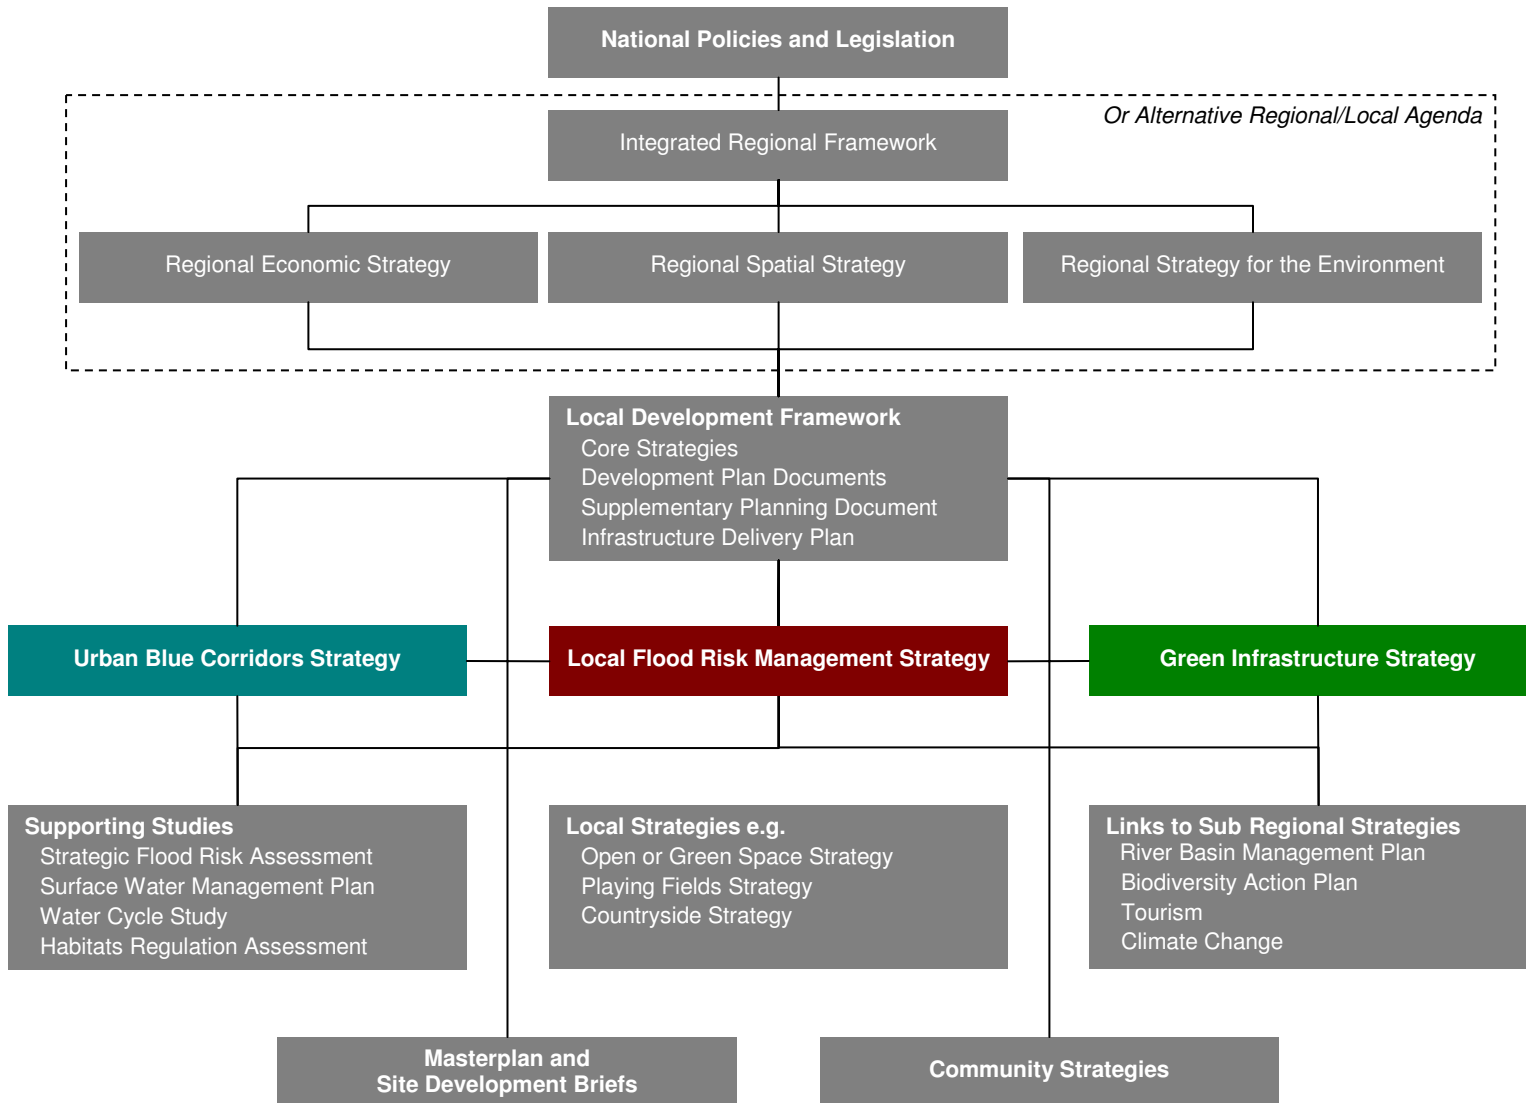 National Policies and Legislation
Or Alternative Regional/Local Agenda
Integrated Regional Framework
Regional Economic Strategy
Regional Spatial Strategy
Regional Strategy for the Environment
Local Development Framework
Core Strategies
Development Plan Documents
Supplementary Planning Document
Infrastructure Delivery Plan
Urban Blue Corridors Strategy
Local Flood Risk Management Strategy
Green Infrastructure Strategy
Supporting Studies
Strategic Flood Risk Assessment
Surface Water Management Plan
Water Cycle Study
Habitats Regulation Assessment
Local Strategies e.g.
Open or Green Space Strategy
Playing Fields Strategy
Countryside Strategy
Links to Sub Regional Strategies
River Basin Management Plan
Biodiversity Action Plan
Tourism
Climate Change
Masterplan and
Site Development Briefs
Community Strategies